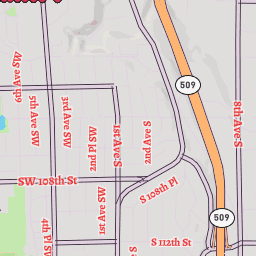 509
6th Ave SW
5th Ave SW
3rd Ave SW
2nd Pl SW
1st Ave S
2nd Ave S
8th Ave S
SW 108th St
S 108th Pl
1st Ave SW
4th Pl SW
509
S 112th St